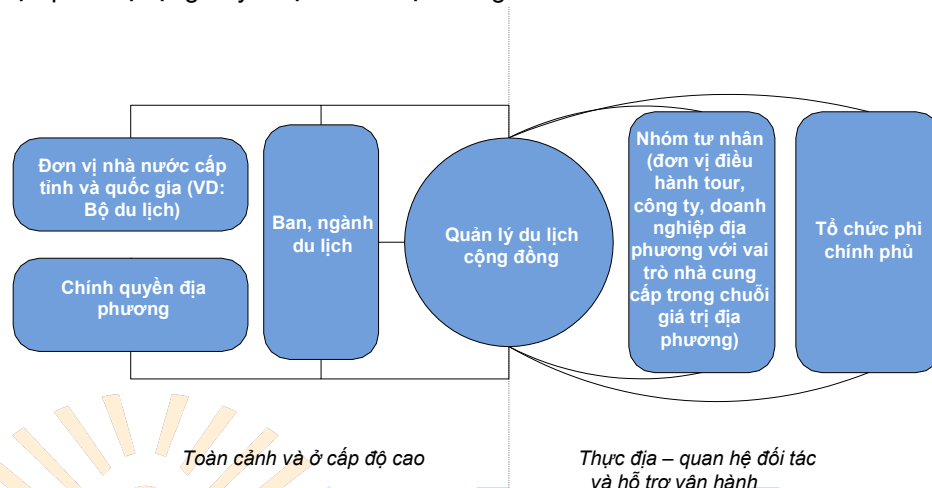 Đơn vị nhà nước cấp
tỉnh và quốc gia (VD:
Bộ du lịch)
Chính quyền địa
phương
Ban, ngành
du lịch
Quản lý du lịch
cộng đồng
Nhóm tư nhân
(đơn vị điều
hành tour,
công ty, doanh
nghiệp địa
phương với vai
trò nhà cung
cấp trong chuỗi
giá trị địa
phương)
Tổ chức phi
chính phủ
Toàn cảnh và ở cấp độ cao
Thực địa – quan hệ đối tác
và hỗ trợ vận hành